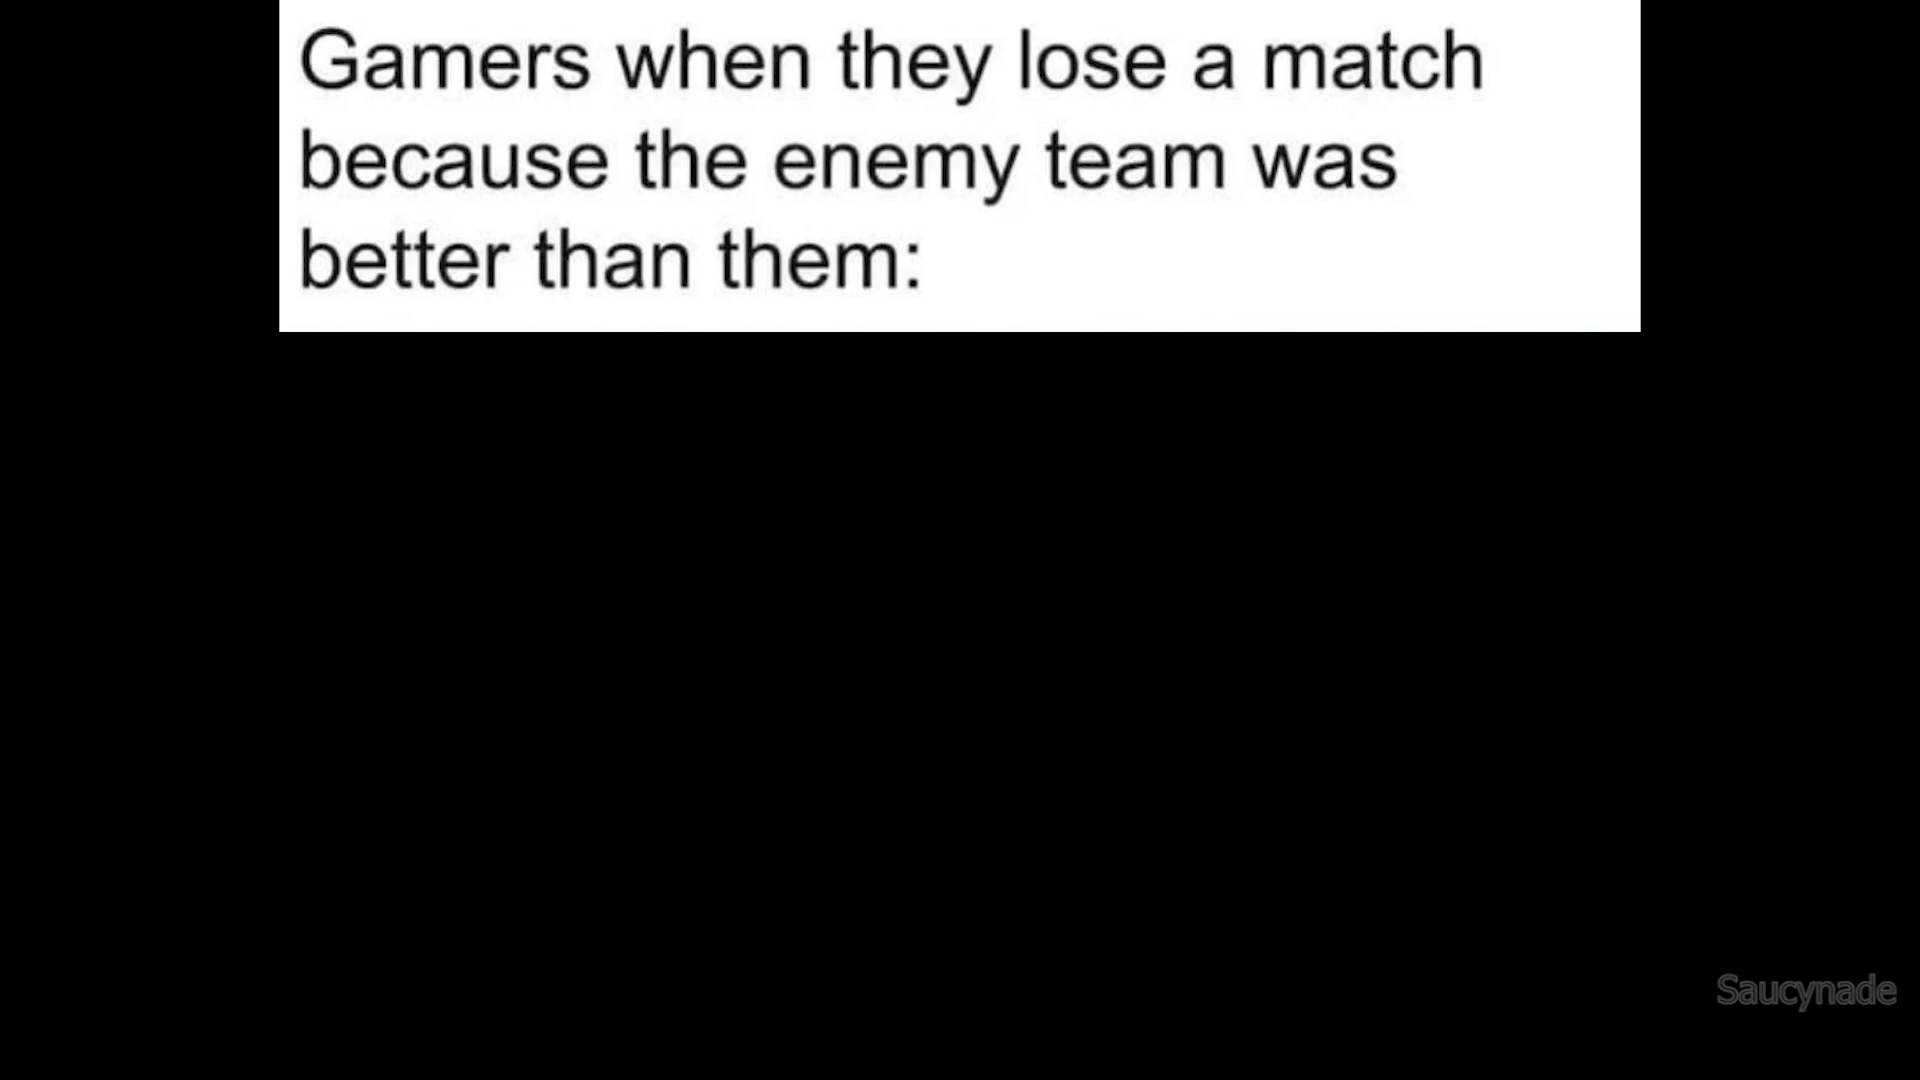 Gamers when they lose a match
because the enemy team was
better than them:
Saucynade